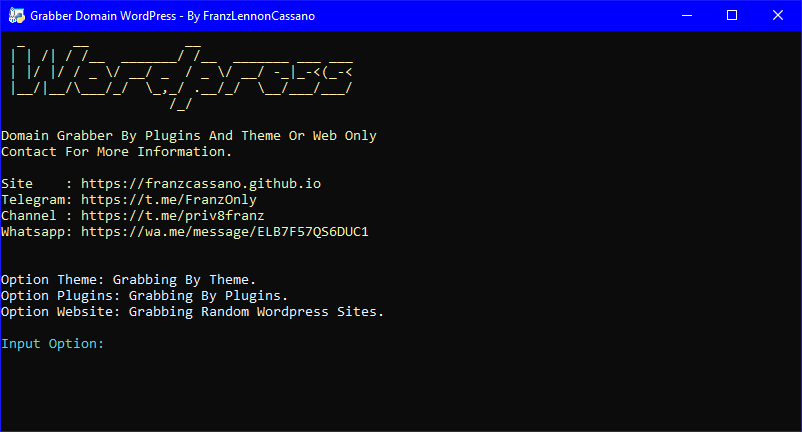 Grabber Domain WordPress - By FranzLennonCassano
Wordpress
Domain Grabber By Plugins And Theme Or Web Only
Contact For More Information.
Site    : https://franzcassano.github.io
Telegram: https://t.me/FranzOnly
Channel : https://t.me/priv8franz
Whatsapp: https://wa.me/message/ELB7F57QS6DUC1
Option Theme: Grabbing By Theme.
Option Plugins: Grabbing By Plugins.
Option Website: Grabbing Random Wordpress Sites.
Input Option: